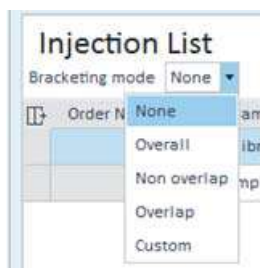 Injection List
Bracketing mode None
Order N
None
Overall
Non overlap
Overlap
Custom